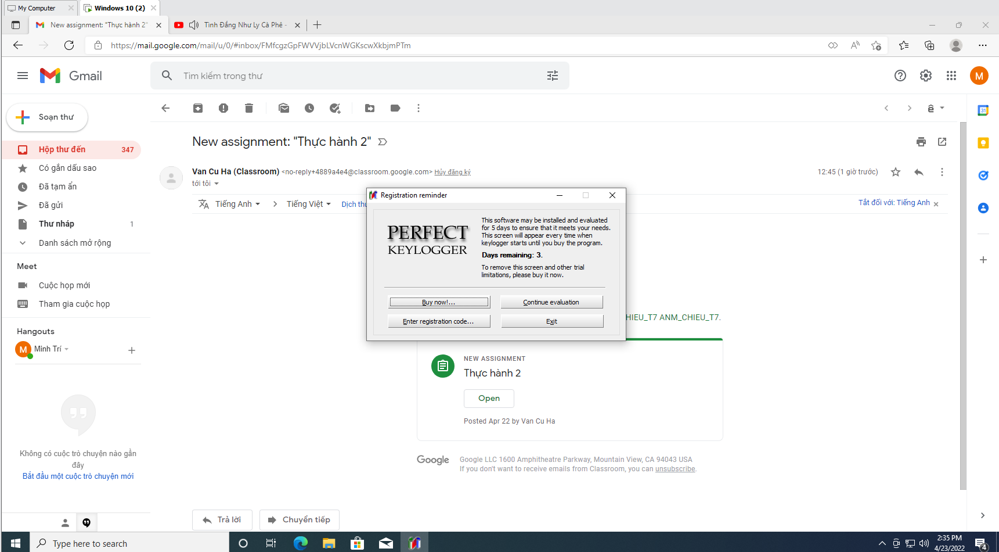 My Computer
Windows 10 (2)
New assignment: "Thực hành 2"
Tình Đắng Như Ly Cà Phê -
https://mail.google.com/mail/u/0/#inbox/FMfcgzGpFWVVjbLVcnWGKscwXkbjmPTm
Gmail
Tìm kiếm trong thư
M
Soạn thư
Hộp thư đến 347
Có gắn dấu sao
Đã tạm ẩn
Đã gửi
Thư nháp 1
Danh sách mở rộng
Meet
Cuộc họp mới
Tham gia cuộc họp
Hangouts
M Minh Trí
Không có cuộc trò chuyện nào gần
đây
Bắt đầu một cuộc trò chuyện mới
New assignment: "Thực hành 2"
Van Cu Ha (Classroom) <no-reply+4889a4e4@classroom.google.com> Hủy đăng ký
12:45 (1 giờ trước)
tới tôi
Tiếng Anh > Tiếng Việt Dịch thư
Tắt đối với: Tiếng Anh
Registration reminder
PERFECT
KEYLOGGER
This software may be installed and evaluated
for 5 days to ensure that it meets your needs.
This screen will appear every time when
keylogger starts until you buy the program.
Days remaining: 3.
To remove this screen and other trial
limitations, please buy it now.
Buy now!...
Continue evaluation
Enter registration code...
Exit
HIEU_T7 ANM_CHIEU_T7.
NEW ASSIGNMENT
Thực hành 2
Open
Posted Apr 22 by Van Cu Ha
Google
Google LLC 1600 Amphitheatre Parkway, Mountain View, CA 94043 USA
If you don't want to receive emails from Classroom, you can unsubscribe.
Trả lời
Chuyển tiếp
31
Type here to search
2:35 PM
4/23/2022
4